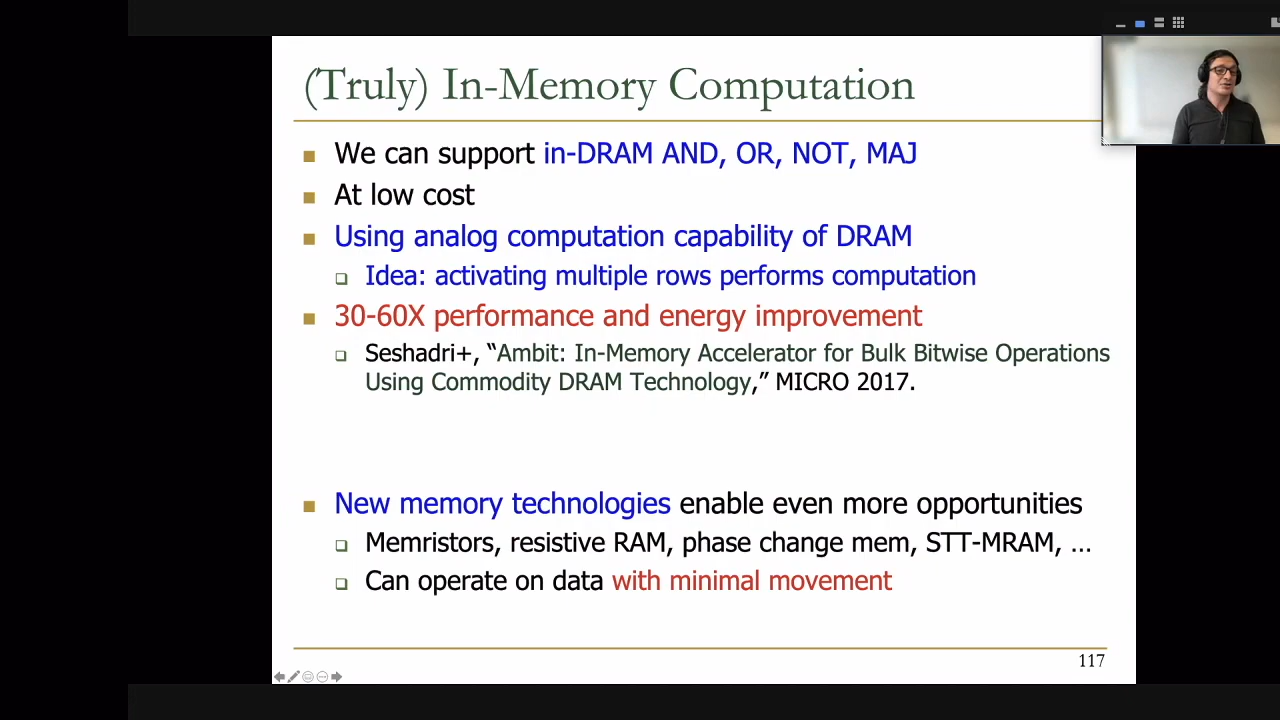 (Truly) In-Memory Computation
We can support in-DRAM AND, OR, NOT, MAJ
At low cost
Using analog computation capability of DRAM
Idea: activating multiple rows performs computation
30-60X performance and energy improvement
Seshadri+, “Ambit: In-Memory Accelerator for Bulk Bitwise Operations
Using Commodity DRAM Technology,” MICRO 2017.
New memory technologies enable even more opportunities
Memristors, resistive RAM, phase change mem, STT-MRAM, ...
Can operate on data with minimal movement
117